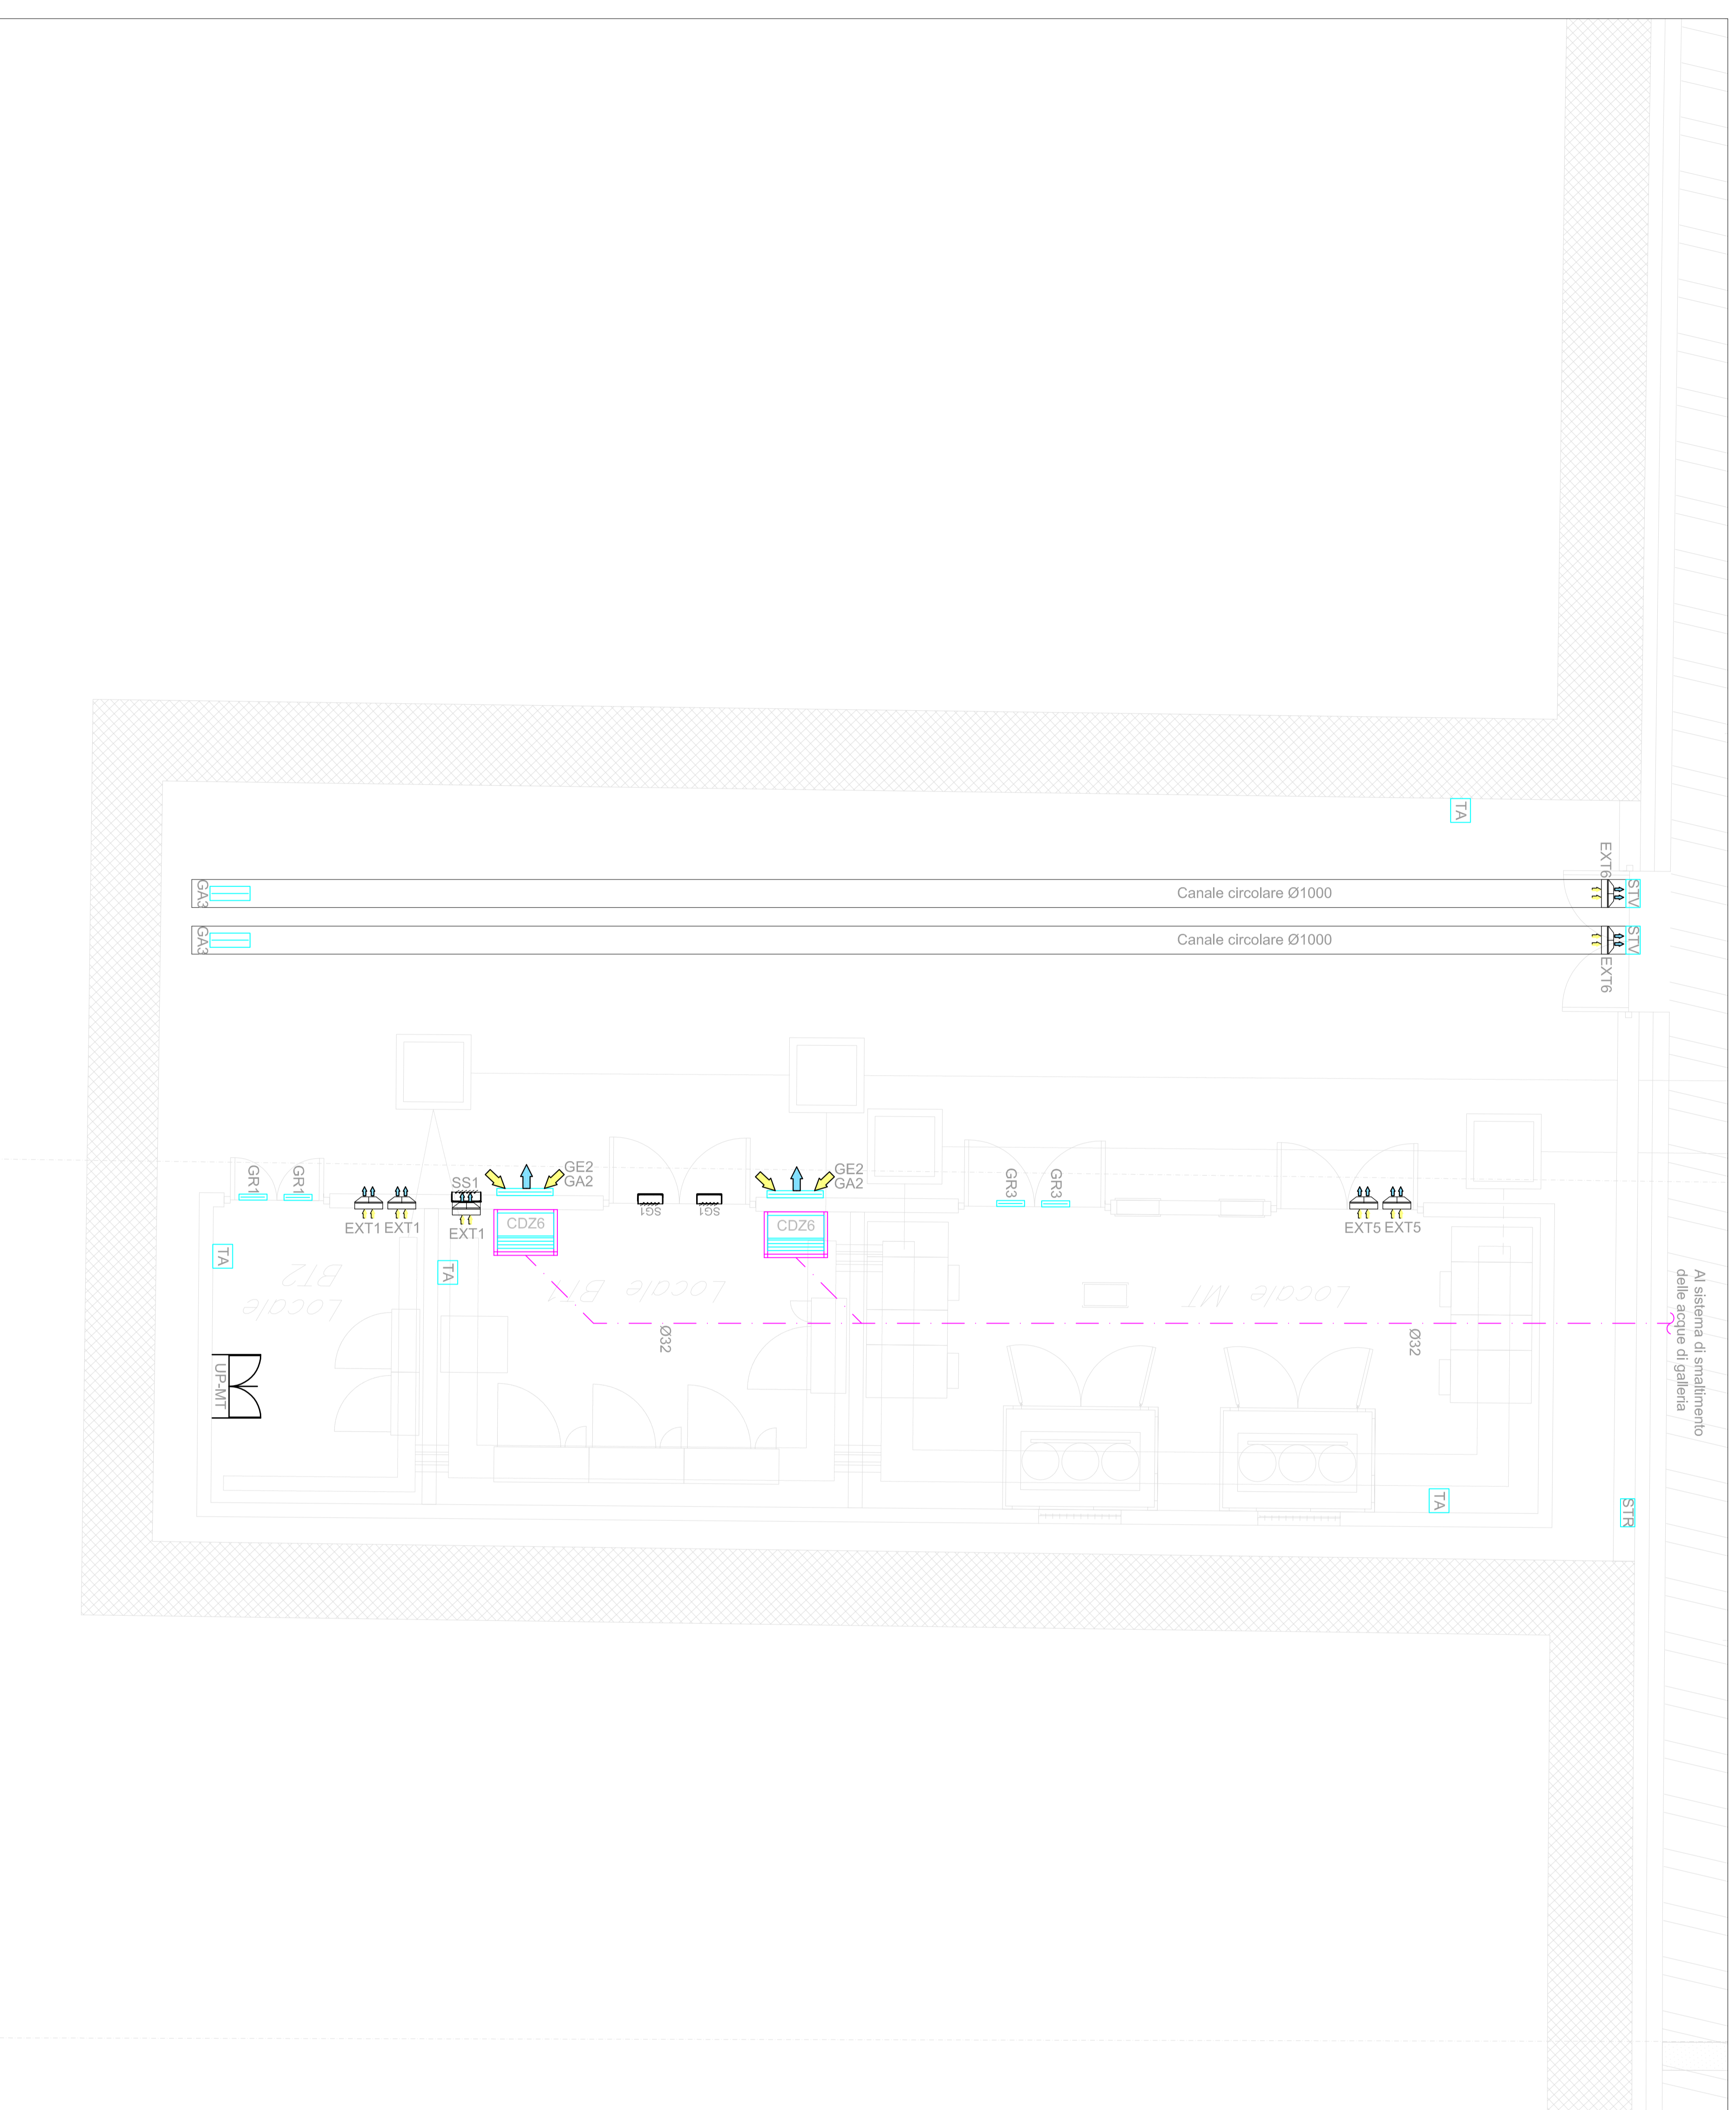 TA
EXT6
STV
GA3
Canale circolare Ø1000
GA3
Canale circolare Ø1000
STV
EXT6
GR1
GR1
SS1
GE2
GA2
GE2
GA2
GR3
GR3
EXT1
EXT1
EXT1
CDZ6
SG1
SG1
CDZ6
EXT5
EXT5
TA
TA
Locale
BT2
Locale BT1
Locale MT
Ø32
Ø32
Al sistema di smaltimento
delle acque di galleria
UP-MT
TA
STR